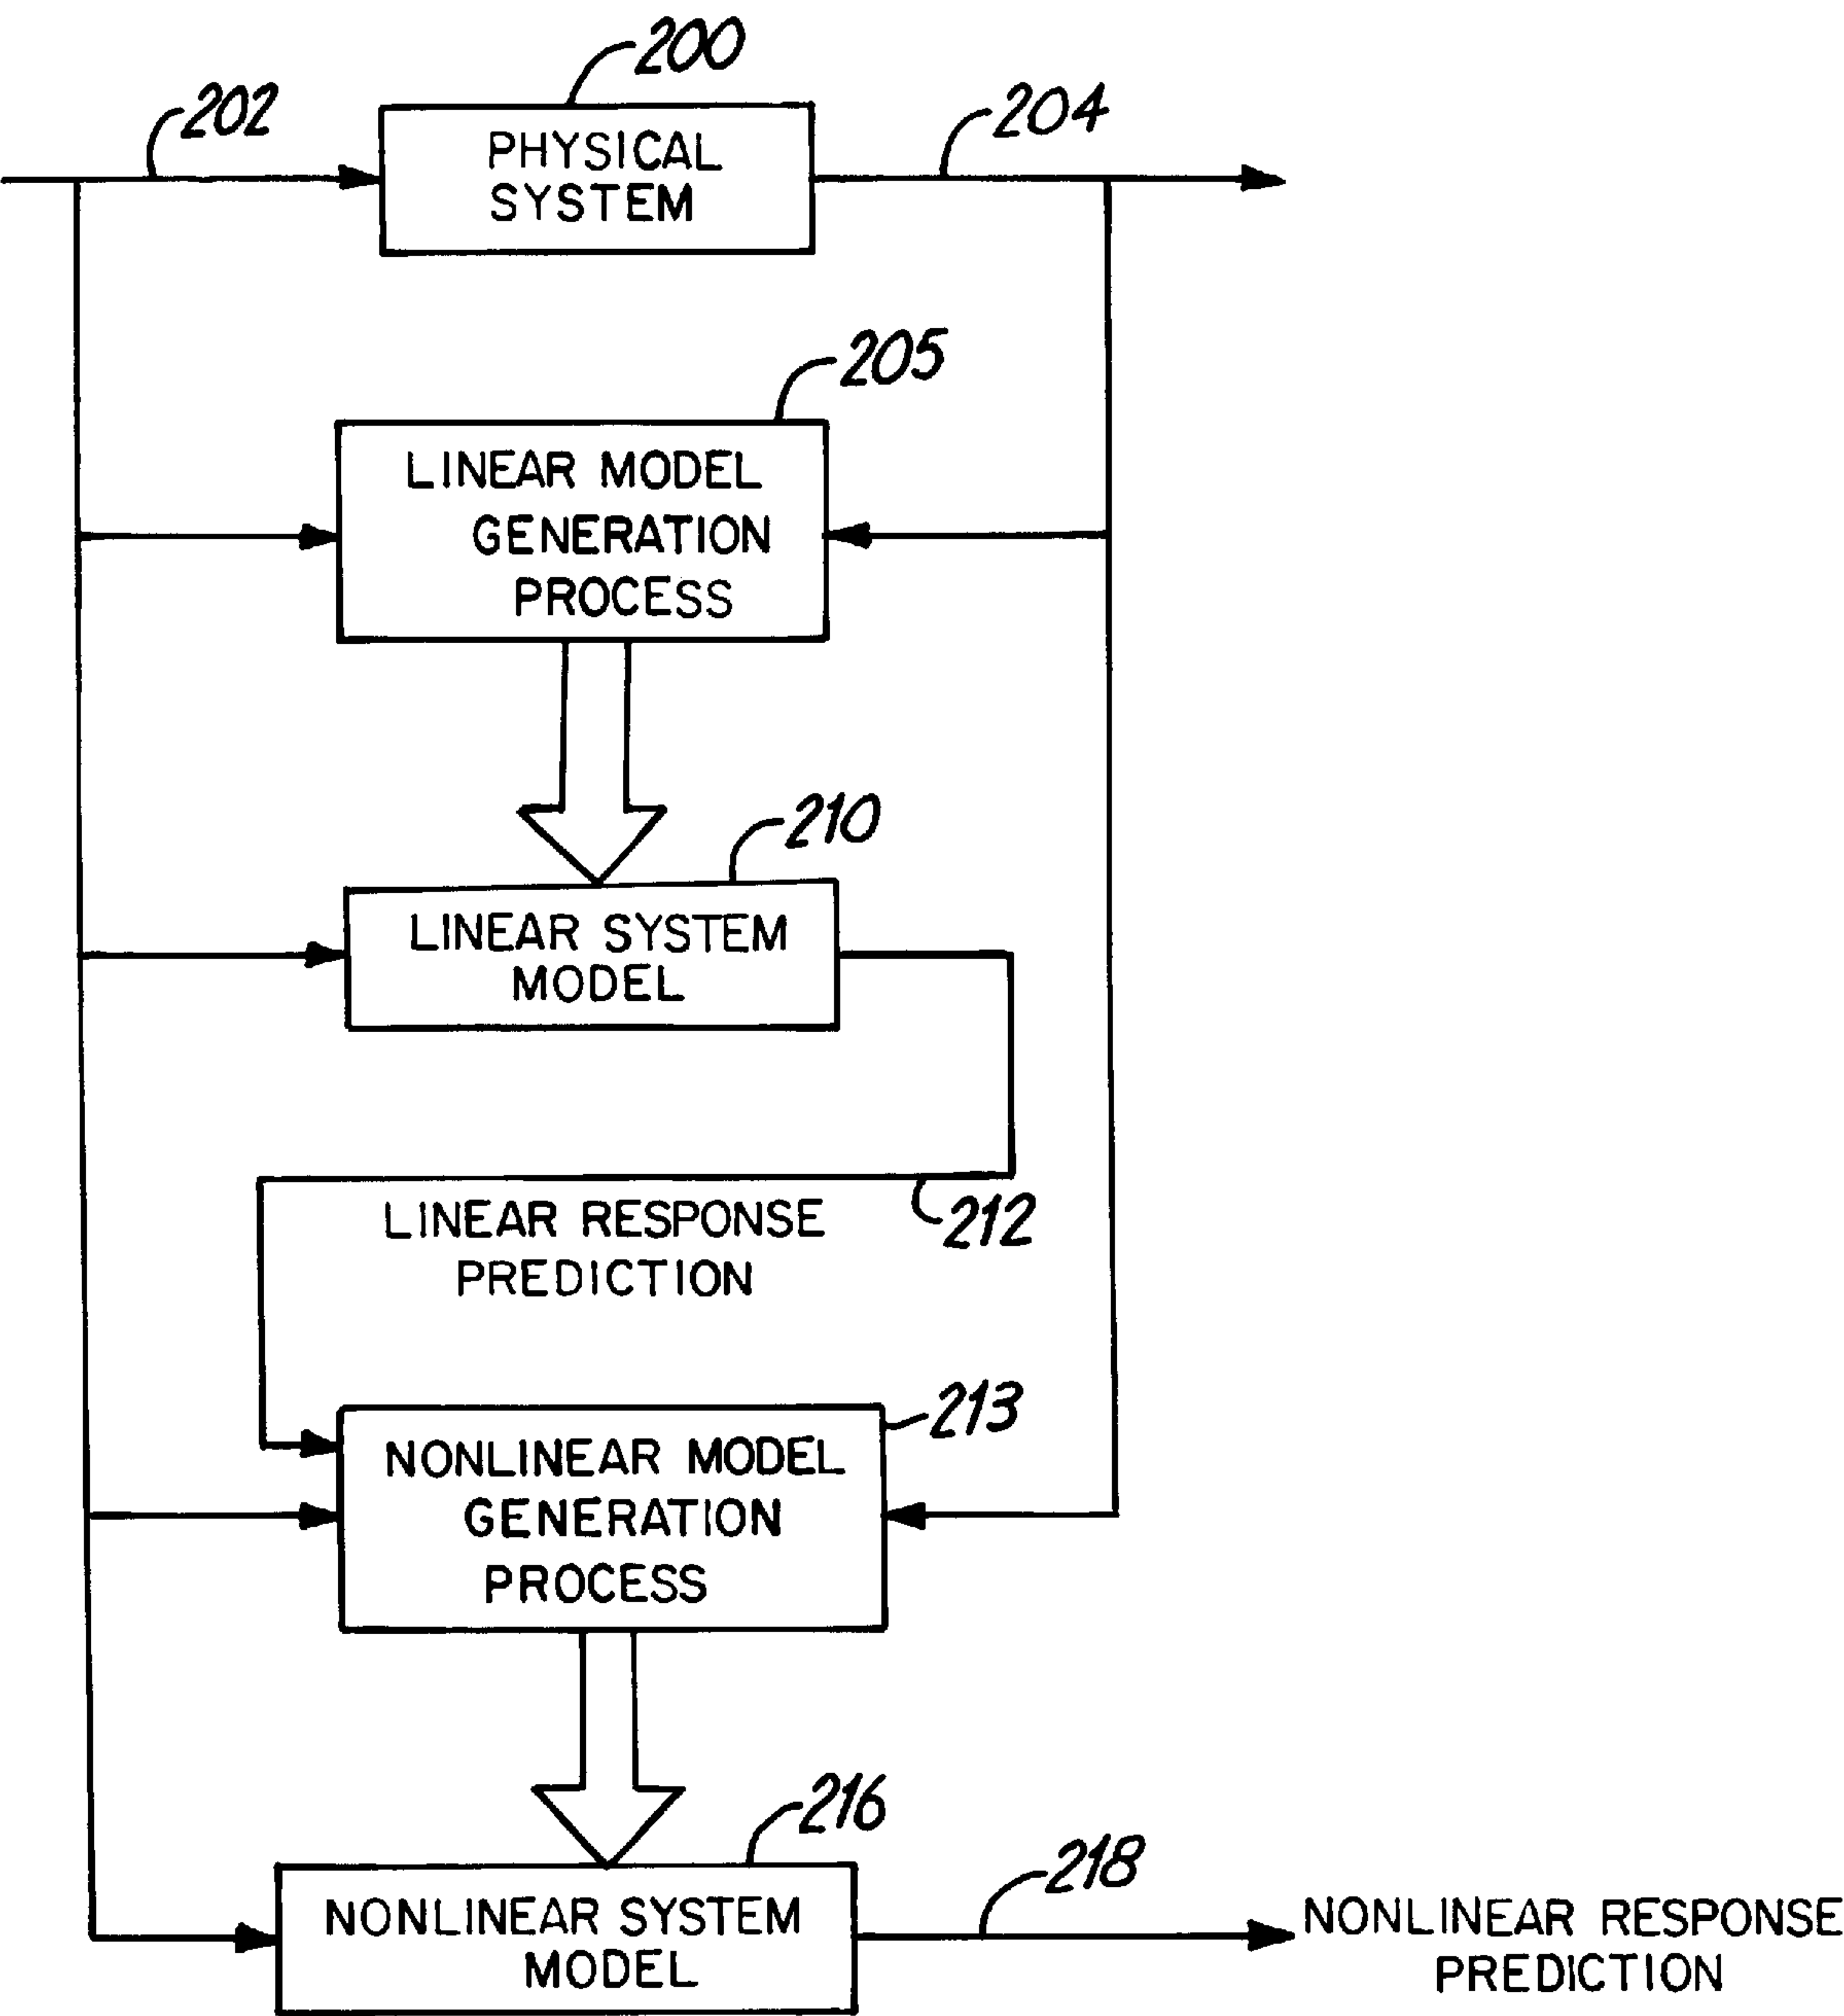 200
202
204
PHYSICAL
SYSTEM
205
LINEAR MODEL
GENERATION
PROCESS
210
LINEAR SYSTEM
MODEL
212
LINEAR RESPONSE
PREDICTION
213
NONLINEAR MODEL
GENERATION
PROCESS
216
218
NONLINEAR SYSTEM
MODEL
NONLINEAR RESPONSE
PREDICTION